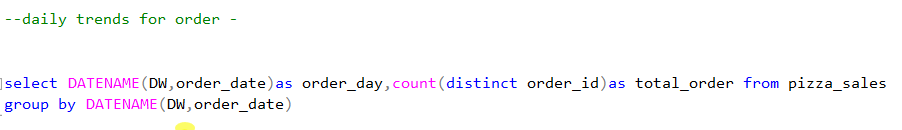 --daily trends for order -
select DATENAME(DW,order_date)as order_day,count(distinct order_id)as total_order from pizza_sales
group by DATENAME(DW,order_date)